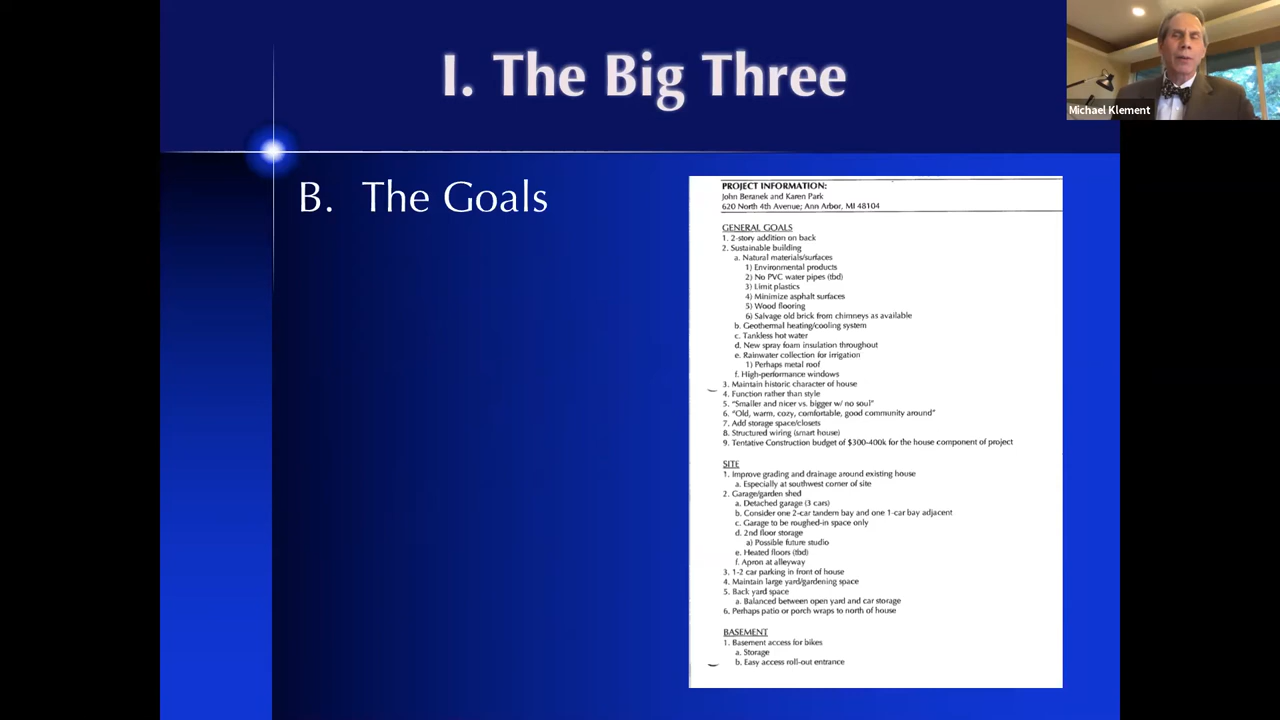 I. The Big Three
Michael Klement
B. The Goals
PROJECT INFORMATION:
John Beranek and Karen Park
620 North 4th Avenue; Ann Arbor, MI 48104
GENERAL GOALS
1. 2-story addition on back
2. Sustainable building
a. Natural materials/surfaces
1) Environmental products
2) No PVC water pipes (tbd)
3) Limit plastics
4) Minimize asphalt surfaces
5) Wood flooring
6) Salvage old brick from chimneys as available
b. Geothermal heating/cooling system
c. Tankless hot water
d. New spray foam insulation throughout
e. Rainwater collection for irrigation
1) Perhaps metal roof
f. High-performance windows
3. Maintain historic character of house
4. Function rather than style
5. "Smaller and nicer vs. bigger w/ no soul"
6. "Old, warm, cozy, comfortable, good community around"
7. Add storage space/closets
8. Structured wiring (smart house)
9. Tentative Construction budget of $300-400k for the house component of project
SITE
1. Improve grading and drainage around existing house
a. Especially at southwest corner of site
2. Garage/garden shed
a. Detached garage (3 cars)
b. Consider one 2-car tandem bay and one 1-car bay adjacent
c. Garage to be roughed-in space only
d. 2nd floor storage
a) Possible future studio
e. Heated floors (tbd)
f. Apron at alleyway
3. 1-2 car parking in front of house
4. Maintain large yard/gardening space
5. Back yard space
a. Balanced between open yard and car storage
6. Perhaps patio or porch wraps to north of house
BASEMENT
1. Basement access for bikes
a. Storage
b. Easy access roll-out entrance